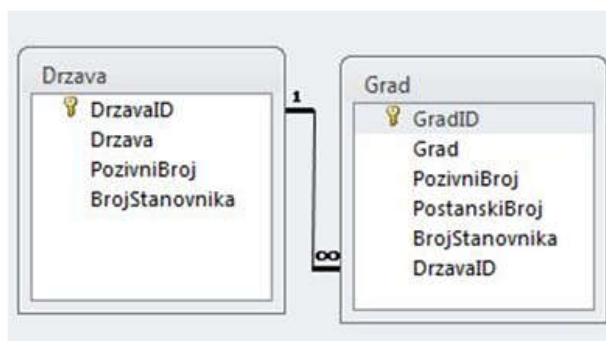 Drzava
DrzavaID
Drzava
PozivniBroj
BrojStanovnika
1
∞
Grad
GradID
Grad
PozivniBroj
PostanskiBroj
BrojStanovnika
DrzavaID